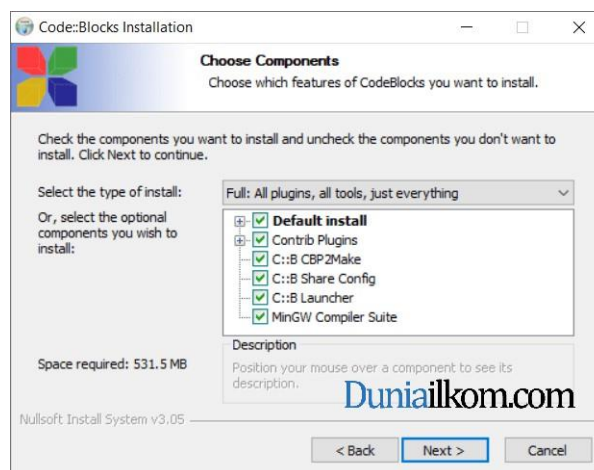 Code::Blocks Installation
Choose Components
Choose which features of CodeBlocks you want to install.
Check the components you want to install and uncheck the components you don't want to
install. Click Next to continue.
Select the type of install:
Full: All plugins, all tools, just everything
Or, select the optional
components you wish to
install:
Default install
Contrib Plugins
C::B CBP2Make
C::B Share Config
C::B Launcher
MinGW Compiler Suite
Space required: 531.5 MB
Description
Position your mouse over a component to see its
description.
Duniailkom.com
Nullsoft Install System v3.05
< Back
Next >
Cancel